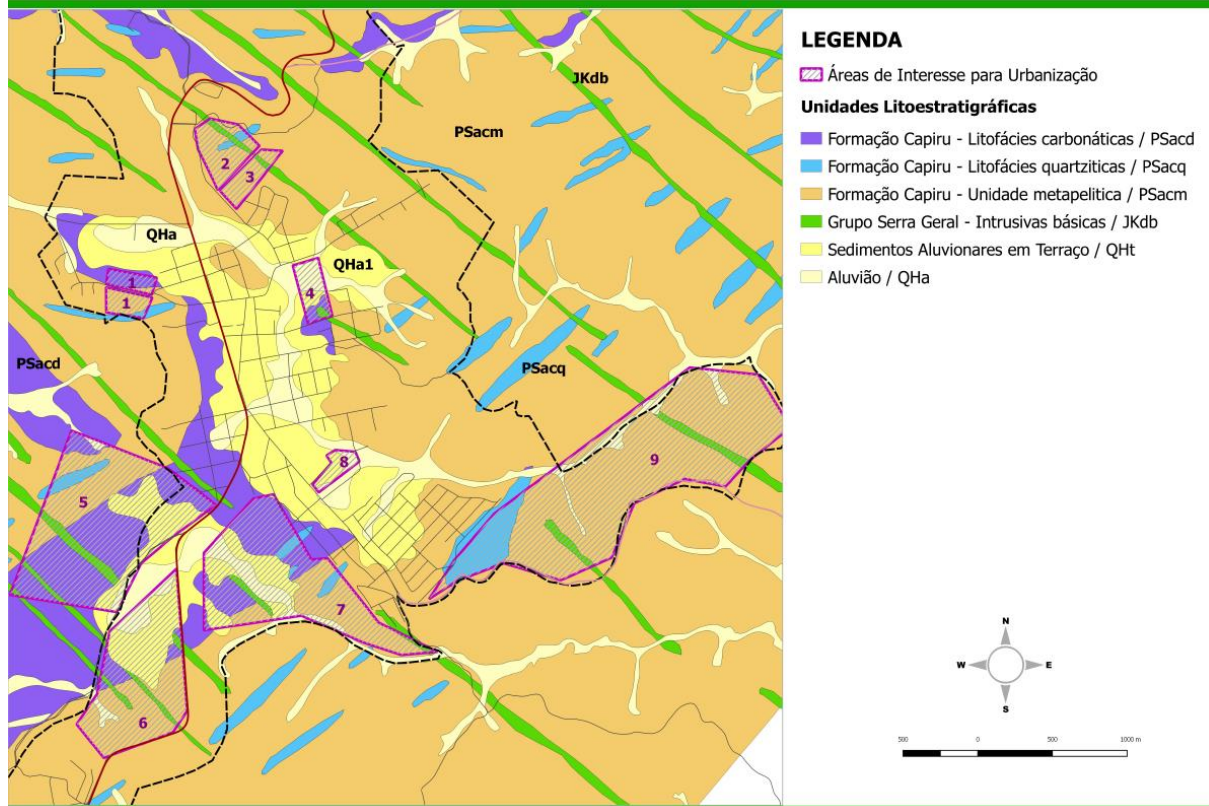 JKdb
PSacm
2
3
QHa
QHa1
1
1
4
PSacd
PSacq
5
8
9
7
6
LEGENDA
Áreas de Interesse para Urbanização
Unidades Litoestratigráficas
Formação Capiru - Litofácies carbonáticas / PSacd
Formação Capiru - Litofácies quartziticas / PSacq
Formação Capiru - Unidade metapelitica / PSacm
Grupo Serra Geral - Intrusivas básicas / JKdb
Sedimentos Aluvionares em Terraço / QHt
Aluvião / QHa
N
W E
S
500 0 500 1000 m